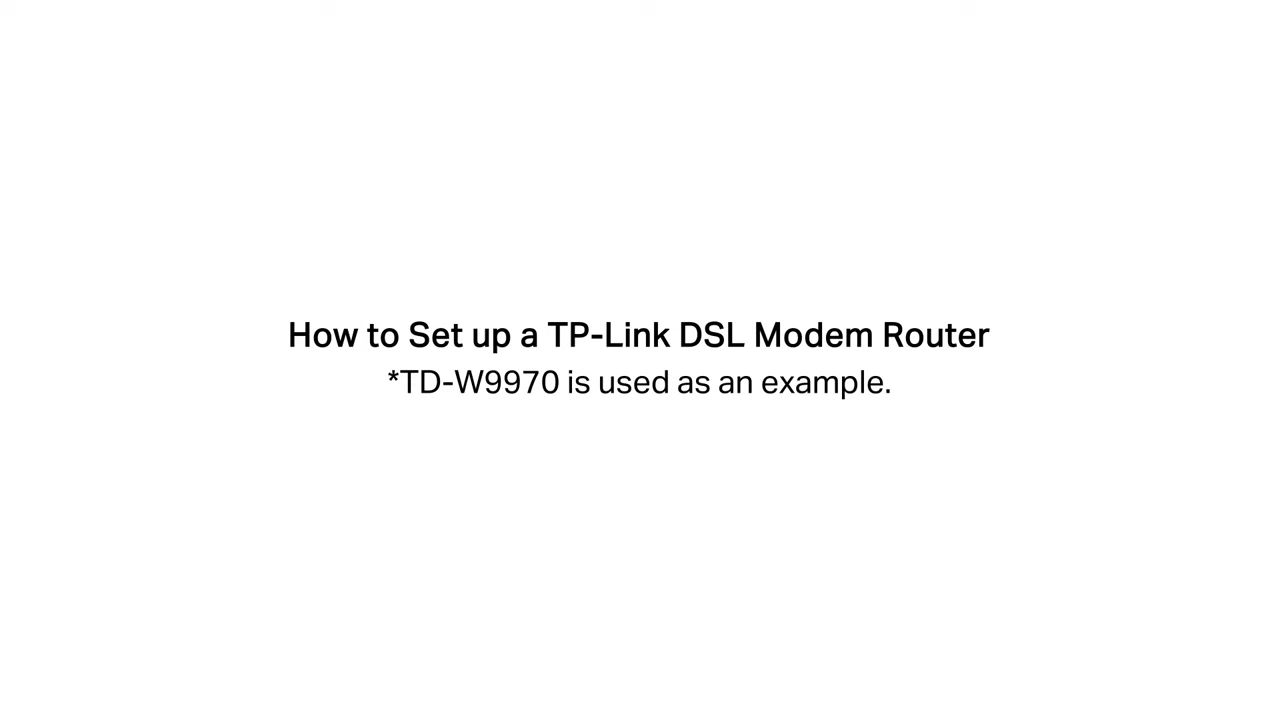 How to Set up a TP-Link DSL Modem Router
*TD-W9970 is used as an example.